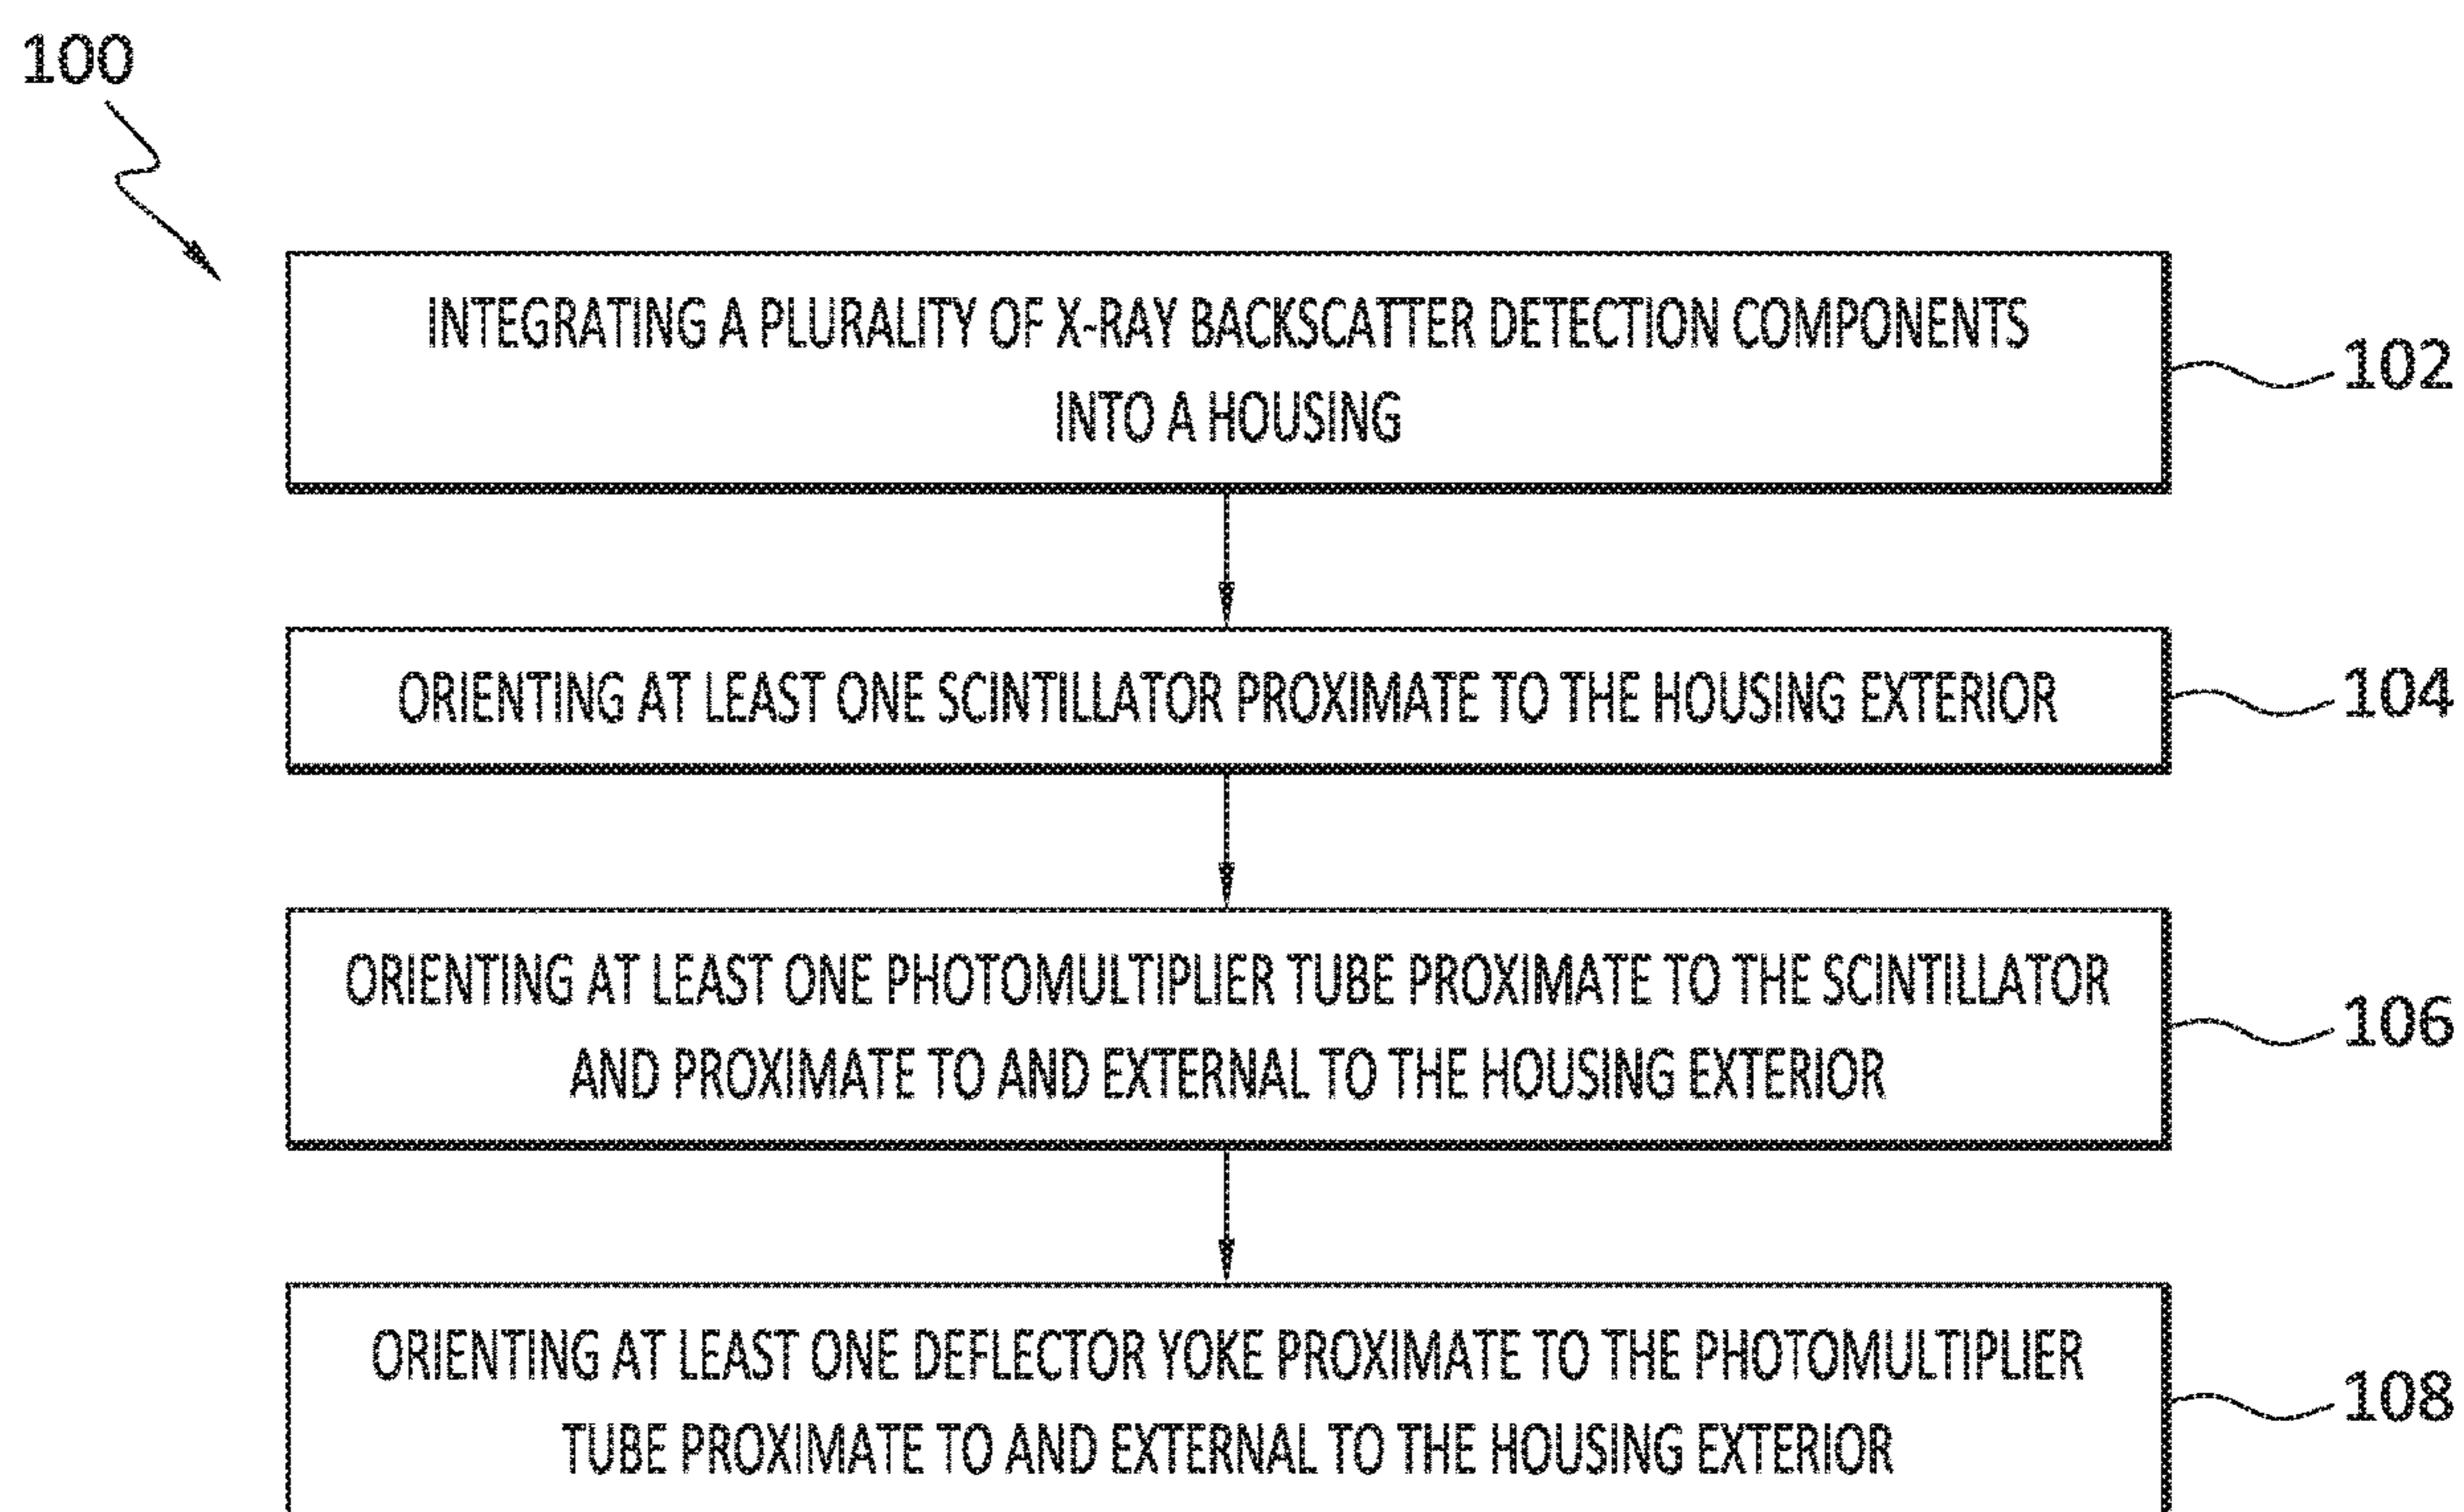 100
INTEGRATING A PLURALITY OF X-RAY BACKSCATTER DETECTION COMPONENTS
INTO A HOUSING
102
ORIENTING AT LEAST ONE SCINTILLATOR PROXIMATE TO THE HOUSING EXTERIOR
104
ORIENTING AT LEAST ONE PHOTOMULTIPLIER TUBE PROXIMATE TO THE SCINTILLATOR
AND PROXIMATE TO AND EXTERNAL TO THE HOUSING EXTERIOR
106
ORIENTING AT LEAST ONE DEFLECTOR YOKE PROXIMATE TO THE PHOTOMULTIPLIER
TUBE PROXIMATE TO AND EXTERNAL TO THE HOUSING EXTERIOR
108